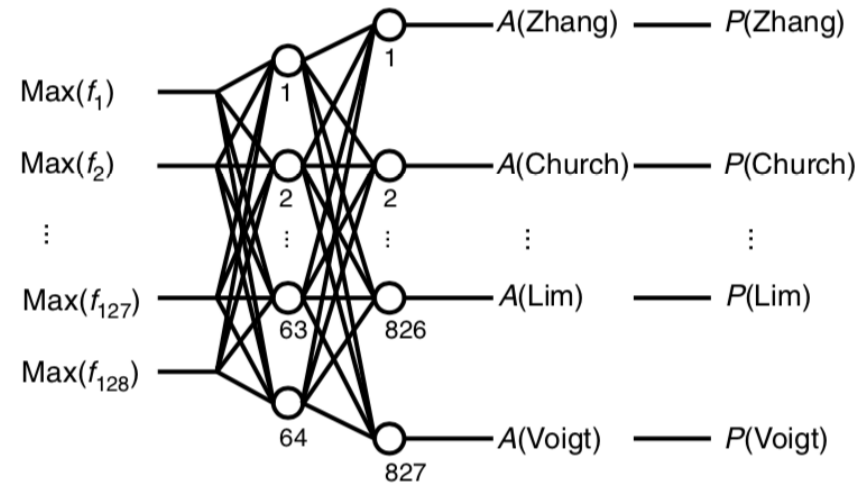 A(Zhang) P(Zhang)
1
Max(f1)
1
Max(f2) A(Church) P(Church)
2 2
⋮ ⋮ ⋮ ⋮ ⋮
Max(f127) A(Lim) P(Lim)
63 826
Max(f128)
64 A(Voigt) P(Voigt)
827